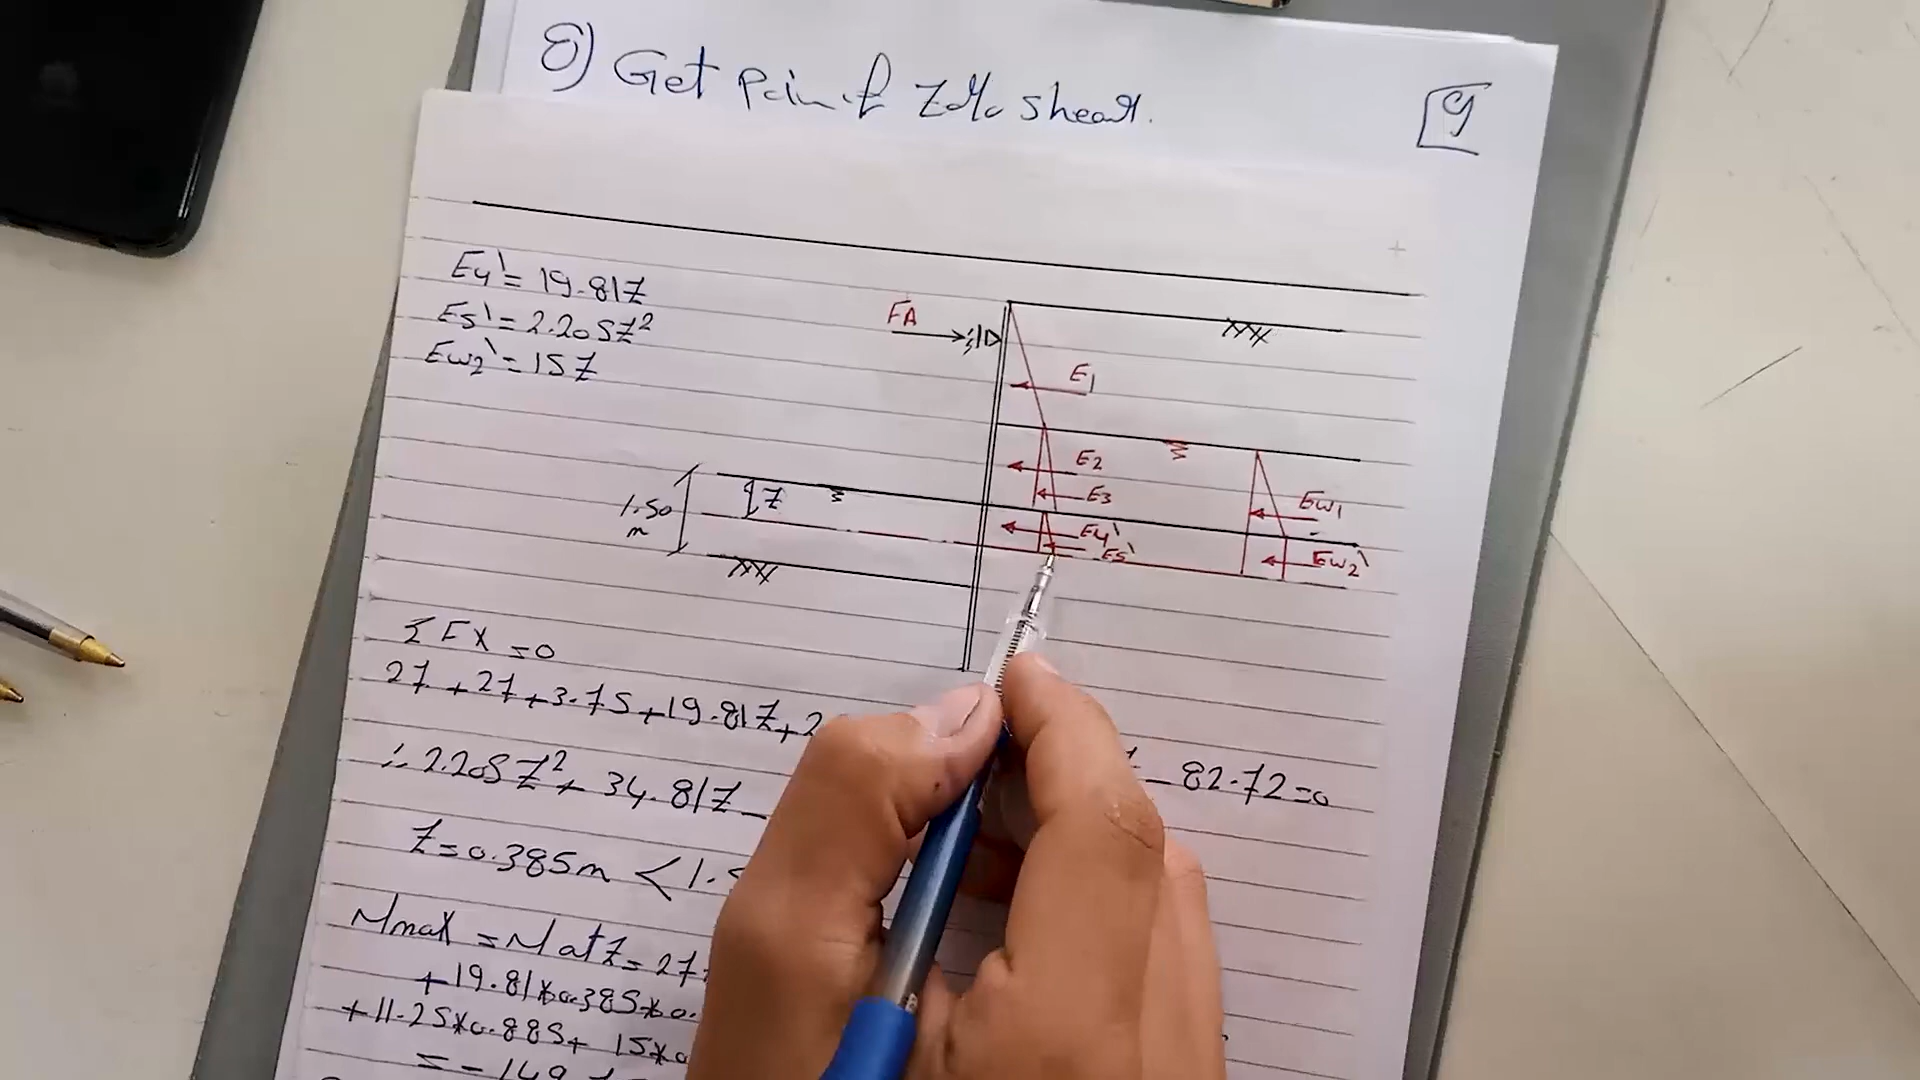 8) Get Point of Zero shear.
9
E4\= 19.81Z
E5\= 2.205Z²
Ew2\= 15Z
FA
E1
E2
E3
E4\
E5\
Ew1
Ew2\
1.50
m
Z
ΣFX=0
27+27+3.75+19.81Z+2
∴ 2.205Z²+34.81Z-
-82.72=0
Z=0.385m <1.5
Mmax = M at Z= 27
+19.81*0.385*0.
+11.25*0.885+ 15*0
= -149